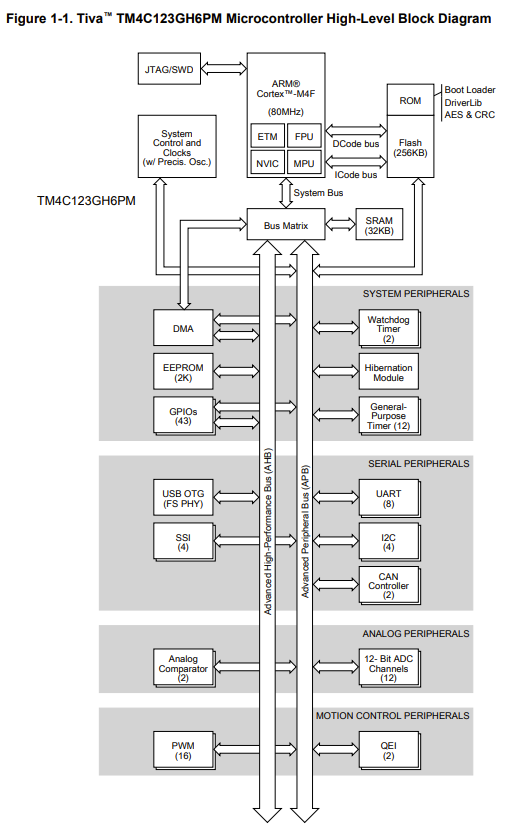 Figure 1-1. Tiva™ TM4C123GH6PM Microcontroller High-Level Block Diagram
JTAG/SWD
ARM®
Cortex™-M4F
(80MHz)
ETM
FPU
NVIC
MPU
ROM
Boot Loader
DriverLib
AES & CRC
Flash
(256KB)
DCode bus
ICode bus
System
Control and
Clocks
(w/ Precis. Osc.)
TM4C123GH6PM
System Bus
Bus Matrix
SRAM
(32KB)
SYSTEM PERIPHERALS
DMA
Watchdog
Timer
(2)
EEPROM
(2K)
Hibernation
Module
GPIOs
(43)
General-
Purpose
Timer (12)
Advanced High-Performance Bus (AHB)
Advanced Peripheral Bus (APB)
SERIAL PERIPHERALS
USB OTG
(FS PHY)
UART
(8)
SSI
(4)
I2C
(4)
CAN
Controller
(2)
ANALOG PERIPHERALS
Analog
Comparator
(2)
12- Bit ADC
Channels
(12)
MOTION CONTROL PERIPHERALS
PWM
(16)
QEI
(2)